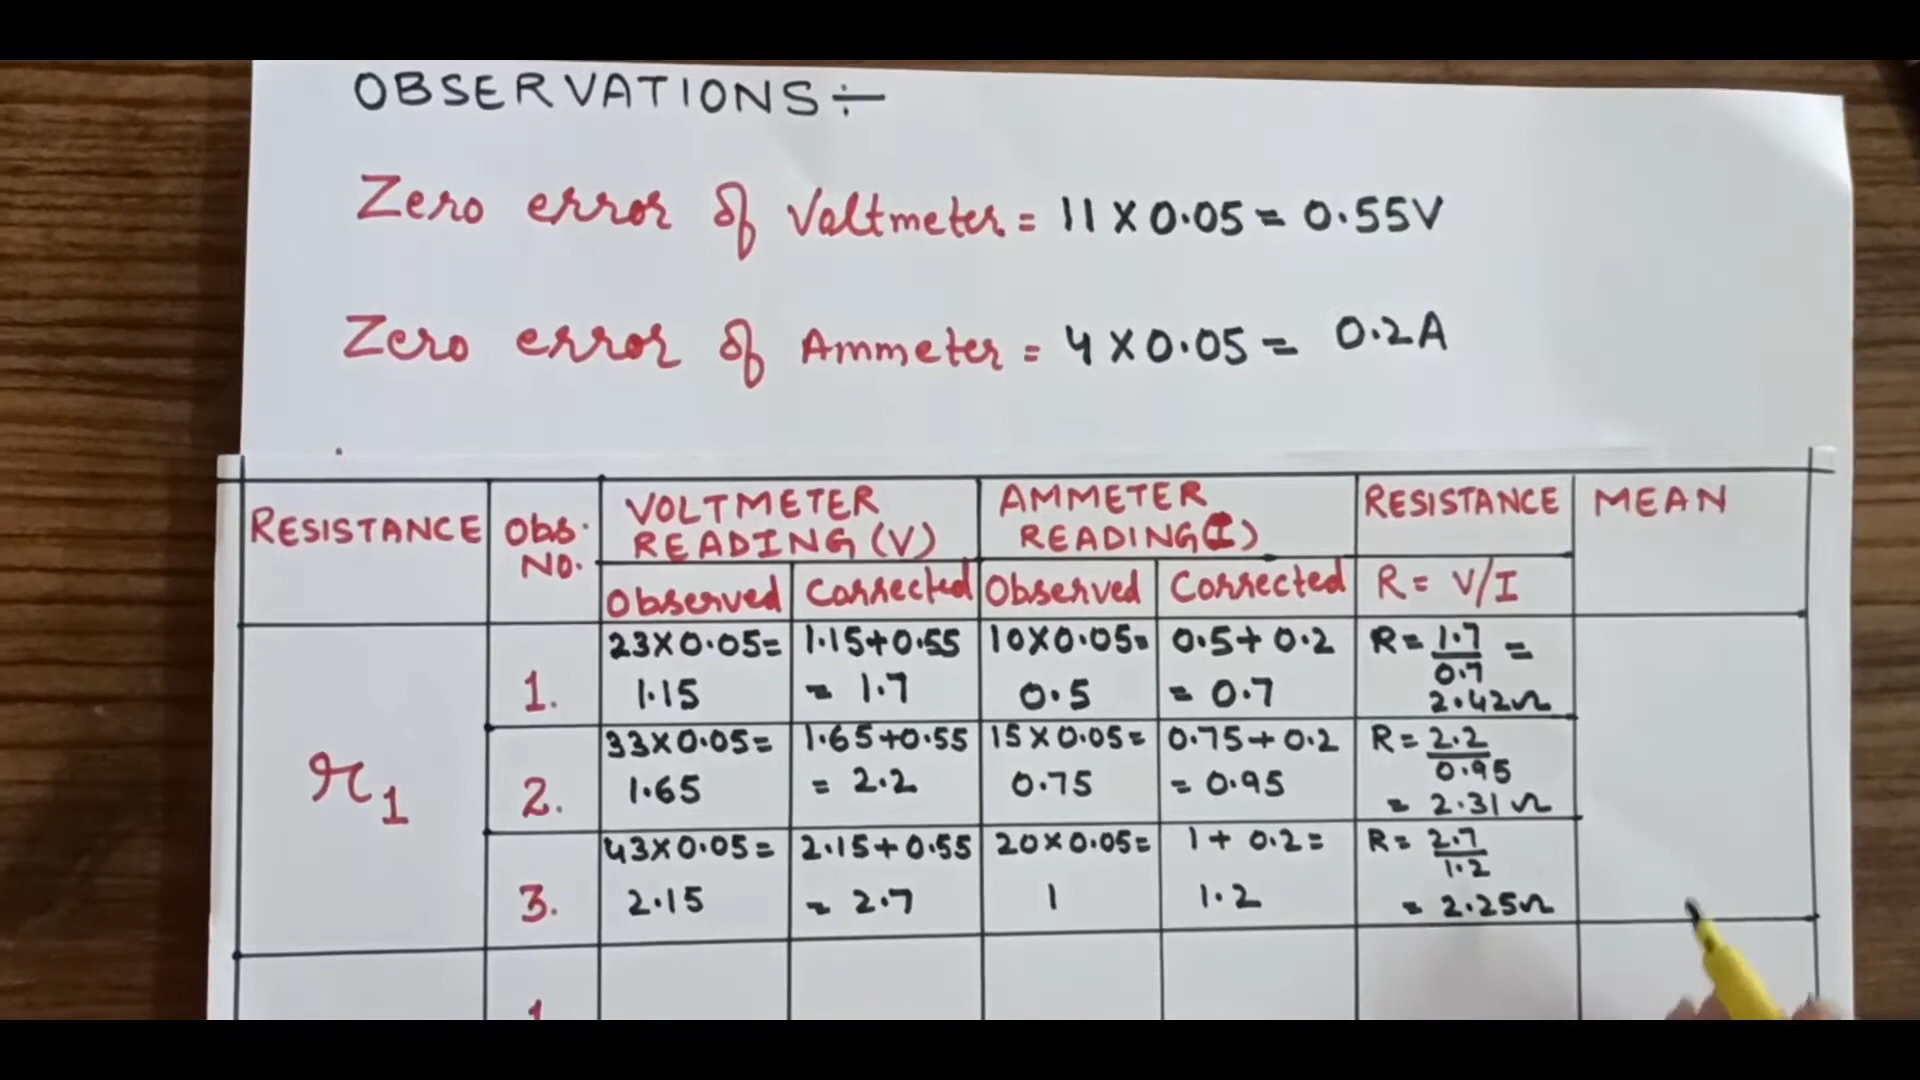 OBSERVATIONS÷
Zero error of Voltmeter = 11 X 0.05 = 0.55V
Zero error of Ammeter = 4 X 0.05 = 0.2A
RESISTANCE
Obs. NO.
VOLTMETER READING (V)
AMMETER READING (I)
RESISTANCE
MEAN
Observed
Corrected
Observed
Corrected
R = V/I
r1
1.
23X0.05= 1.15
1.15+0.55 = 1.7
10X0.05= 0.5
0.5+0.2 = 0.7
R = 1.7/0.7 = 2.42Ω
2.
33X0.05= 1.65
1.65+0.55 = 2.2
15X0.05= 0.75
0.75+0.2 = 0.95
R = 2.2/0.95 = 2.31Ω
3.
43X0.05= 2.15
2.15+0.55 = 2.7
20X0.05= 1
1+0.2= 1.2
R = 2.7/1.2 = 2.25Ω
1